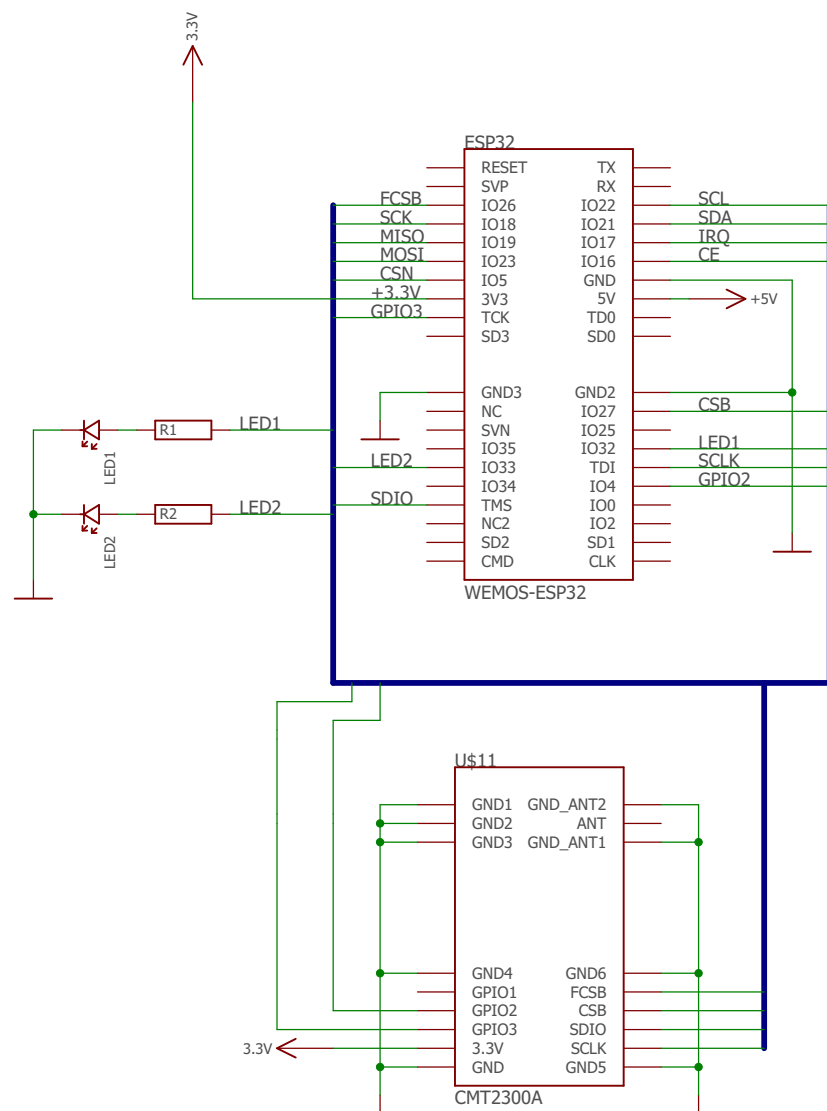 3.3V
ESP32
RESET TX
SVP RX
FCSB IO26 IO22 SCL
SCK IO18 IO21 SDA
MISO IO19 IO17 IRQ
MOSI IO23 IO16 CE
CSN IO5 GND
+3.3V 3V3 5V +5V
GPIO3 TCK TD0
SD3 SD0
GND3 GND2
NC IO27 CSB
R1 LED1 SVN IO25
LED1
IO35 IO32 LED1
LED2 IO33 TDI SCLK
IO34 IO4 GPIO2
SDIO TMS IO0
R2 LED2 NC2 IO2
LED2
SD2 SD1
CMD CLK
WEMOS-ESP32
U$11
GND1 GND_ANT2
GND2 ANT
GND3 GND_ANT1
GND4 GND6
GPIO1 FCSB
GPIO2 CSB
GPIO3 SDIO
3.3V 3.3V SCLK
GND GND5
CMT2300A